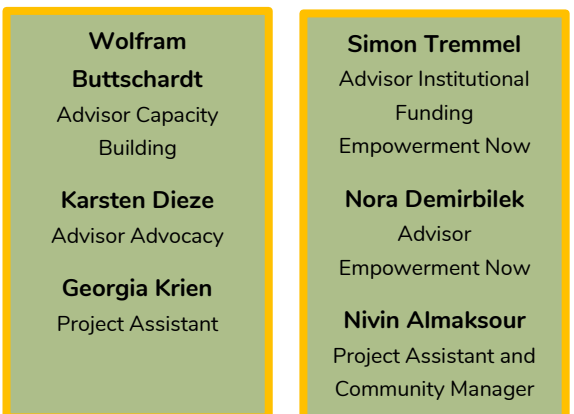 Wolfram
Buttschardt
Advisor Capacity
Building
Karsten Dieze
Advisor Advocacy
Georgia Krien
Project Assistant
Simon Tremmel
Advisor Institutional
Funding
Empowerment Now
Nora Demirbilek
Advisor
Empowerment Now
Nivin Almaksour
Project Assistant and
Community Manager